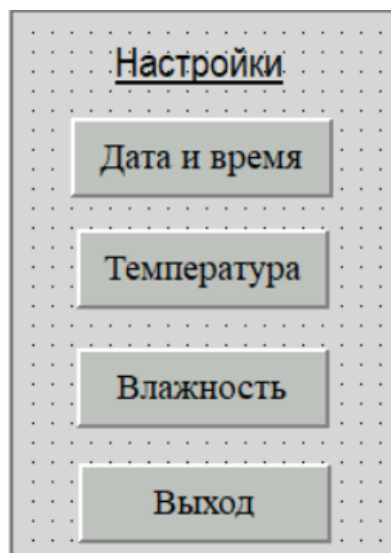 Настройки
Дата и время
Температура
Влажность
Выход